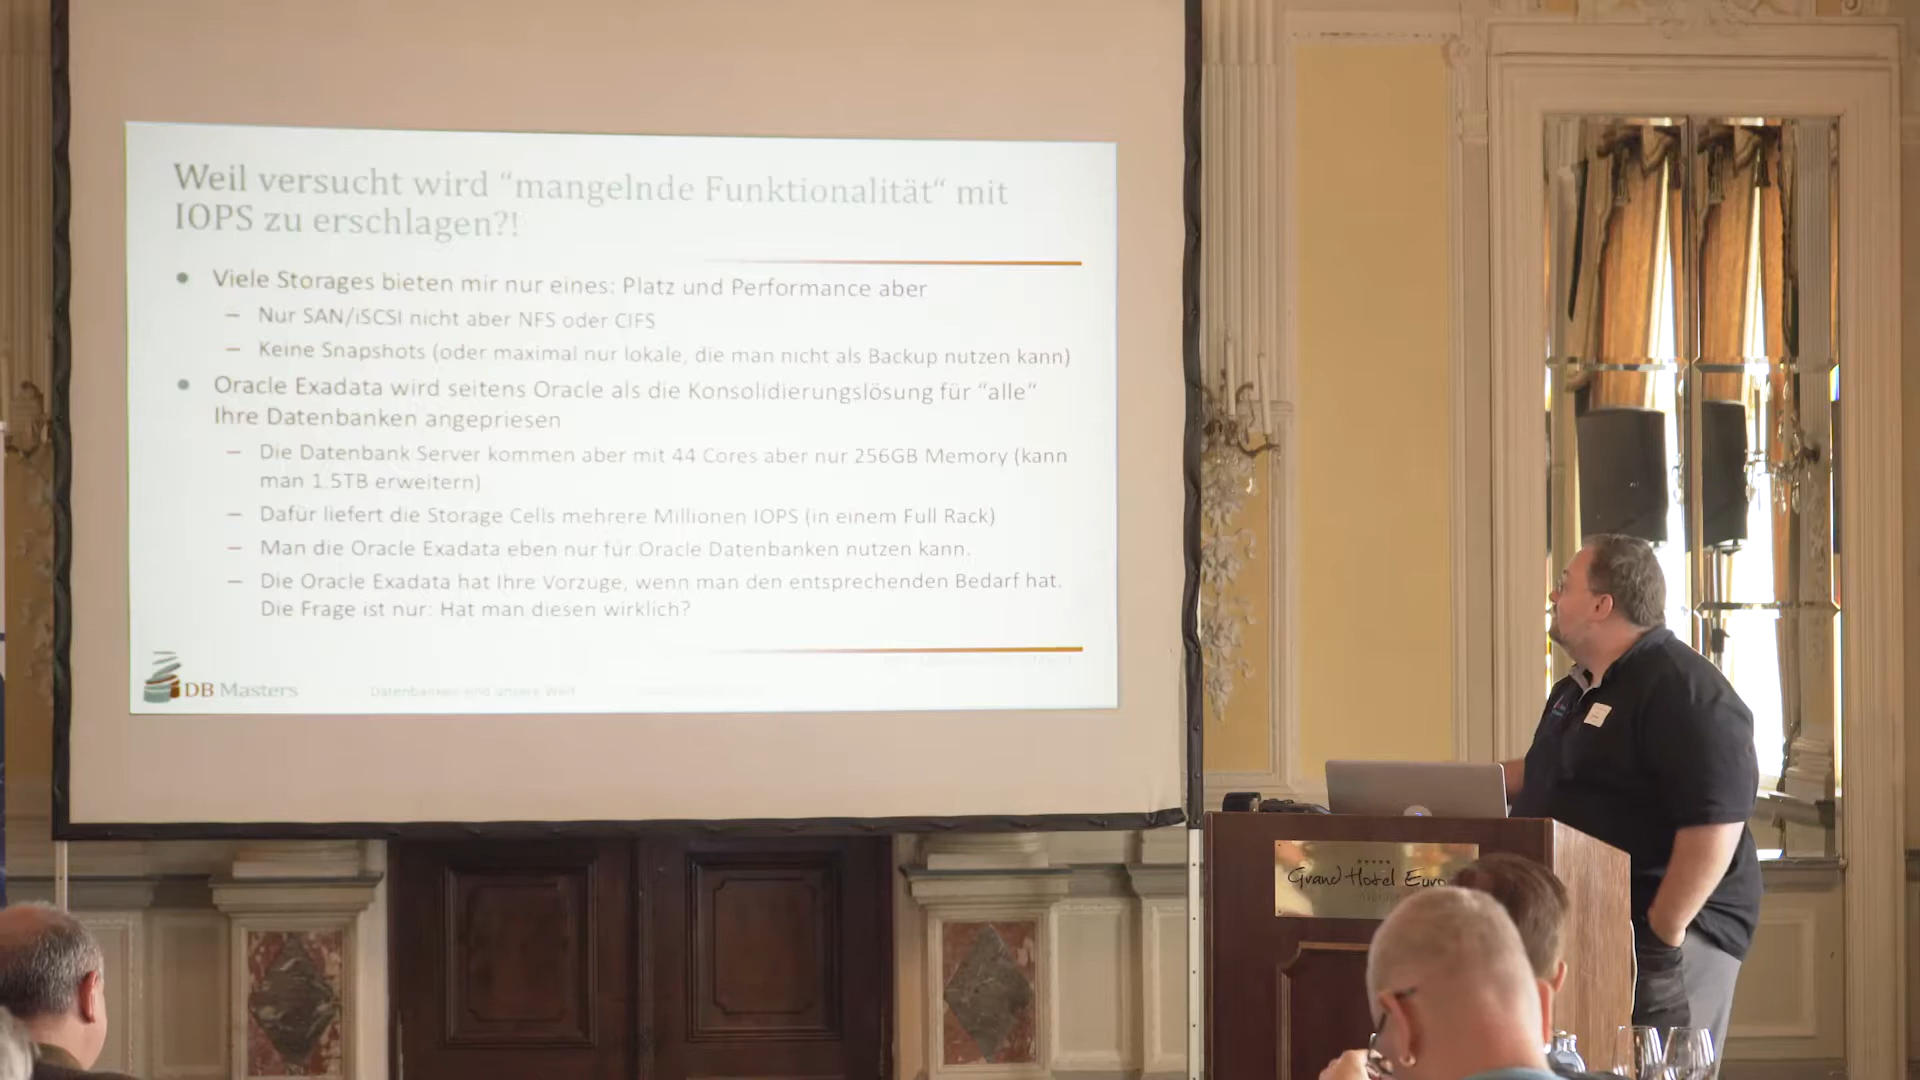 Weil versucht wird “mangelnde Funktionalität“ mit
IOPS zu erschlagen?!
● Viele Storages bieten mir nur eines: Platz und Performance aber
– Nur SAN/iSCSI nicht aber NFS oder CIFS
– Keine Snapshots (oder maximal nur lokale, die man nicht als Backup nutzen kann)
● Oracle Exadata wird seitens Oracle als die Konsolidierungslösung für “alle“
Ihre Datenbanken angepriesen
– Die Datenbank Server kommen aber mit 44 Cores aber nur 256GB Memory (kann
man 1.5TB erweitern)
– Dafür liefert die Storage Cells mehrere Millionen IOPS (in einem Full Rack)
– Man die Oracle Exadata eben nur für Oracle Datenbanken nutzen kann.
– Die Oracle Exadata hat Ihre Vorzüge, wenn man den entsprechenden Bedarf hat.
Die Frage ist nur: Hat man diesen wirklich?
DB Masters
Datenbanken sind unsere Welt
Grand Hotel Euro